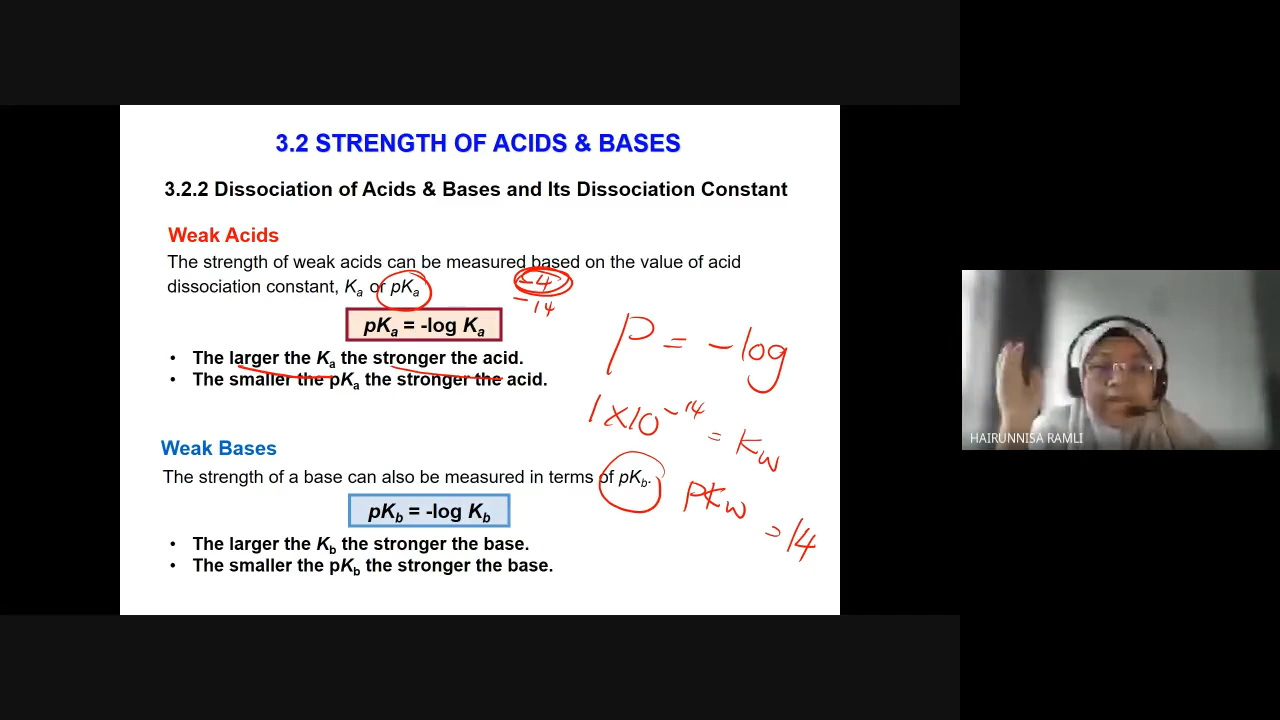 3.2 STRENGTH OF ACIDS & BASES
3.2.2 Dissociation of Acids & Bases and Its Dissociation Constant
Weak Acids
The strength of weak acids can be measured based on the value of acid
dissociation constant, Ka or pKa
-4
-14
pKa = -log Ka
P = -log
• The larger the Ka the stronger the acid.
• The smaller the pKa the stronger the acid.
1x10-14 = Kw
HAIRUNNISA RAMLI
Weak Bases
The strength of a base can also be measured in terms of pKb.
pKw = 14
pKb = -log Kb
• The larger the Kb the stronger the base.
• The smaller the pKb the stronger the base.